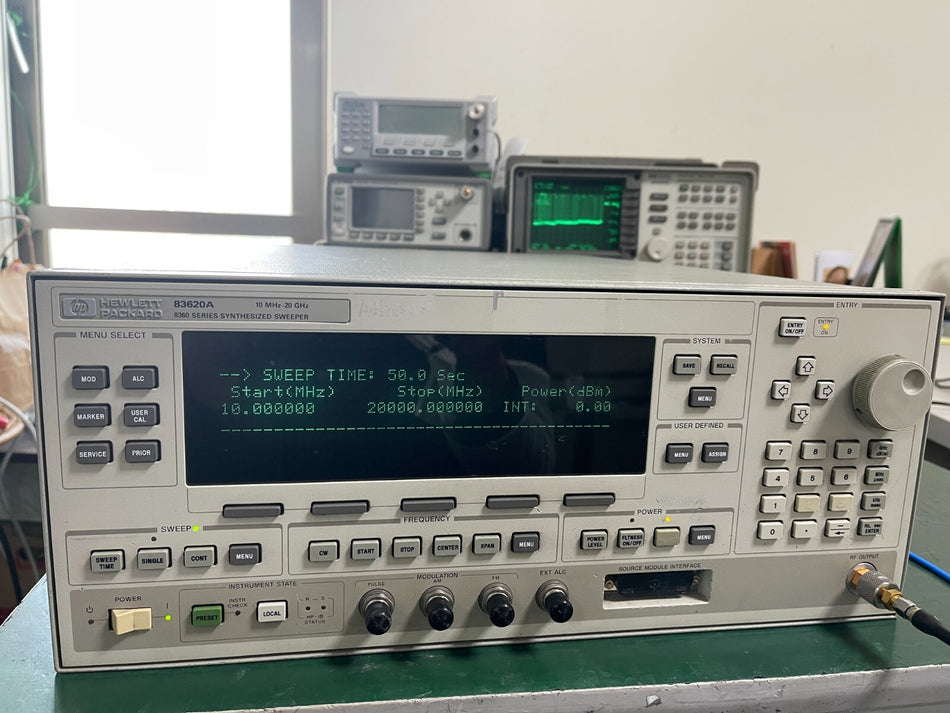 hp HEWLETT PACKARD
83620A 10 MHz-20 GHz
8360 SERIES SYNTHESIZED SWEEPER
MENU SELECT
MOD ALC
MARKER USER CAL
SERVICE PRIOR
--> SWEEP TIME: 50.0 Sec
Start(MHz) Stop(MHz) Power(dBm)
10.000000 20000.000000 INT: 0.00
SYSTEM
SAVE RECALL
MENU
USER DEFINED
MENU ASSIGN
ENTRY
ENTRY ON/OFF
ENTRY ON
7 8 9
4 5 6
1
0 .
SWEEP
SWEEP TIME SINGLE CONT MENU
FREQUENCY
CW START STOP CENTER SPAN MENU
POWER
POWER LEVEL FLTNESS ON/OFF MENU
POWER
INSTRUMENT STATE
PRESET
INSTR CHECK
LOCAL
R S
HP-IB STATUS
MODULATION
PULSE AM FM
EXT ALC
SOURCE MODULE INTERFACE
RF OUTPUT